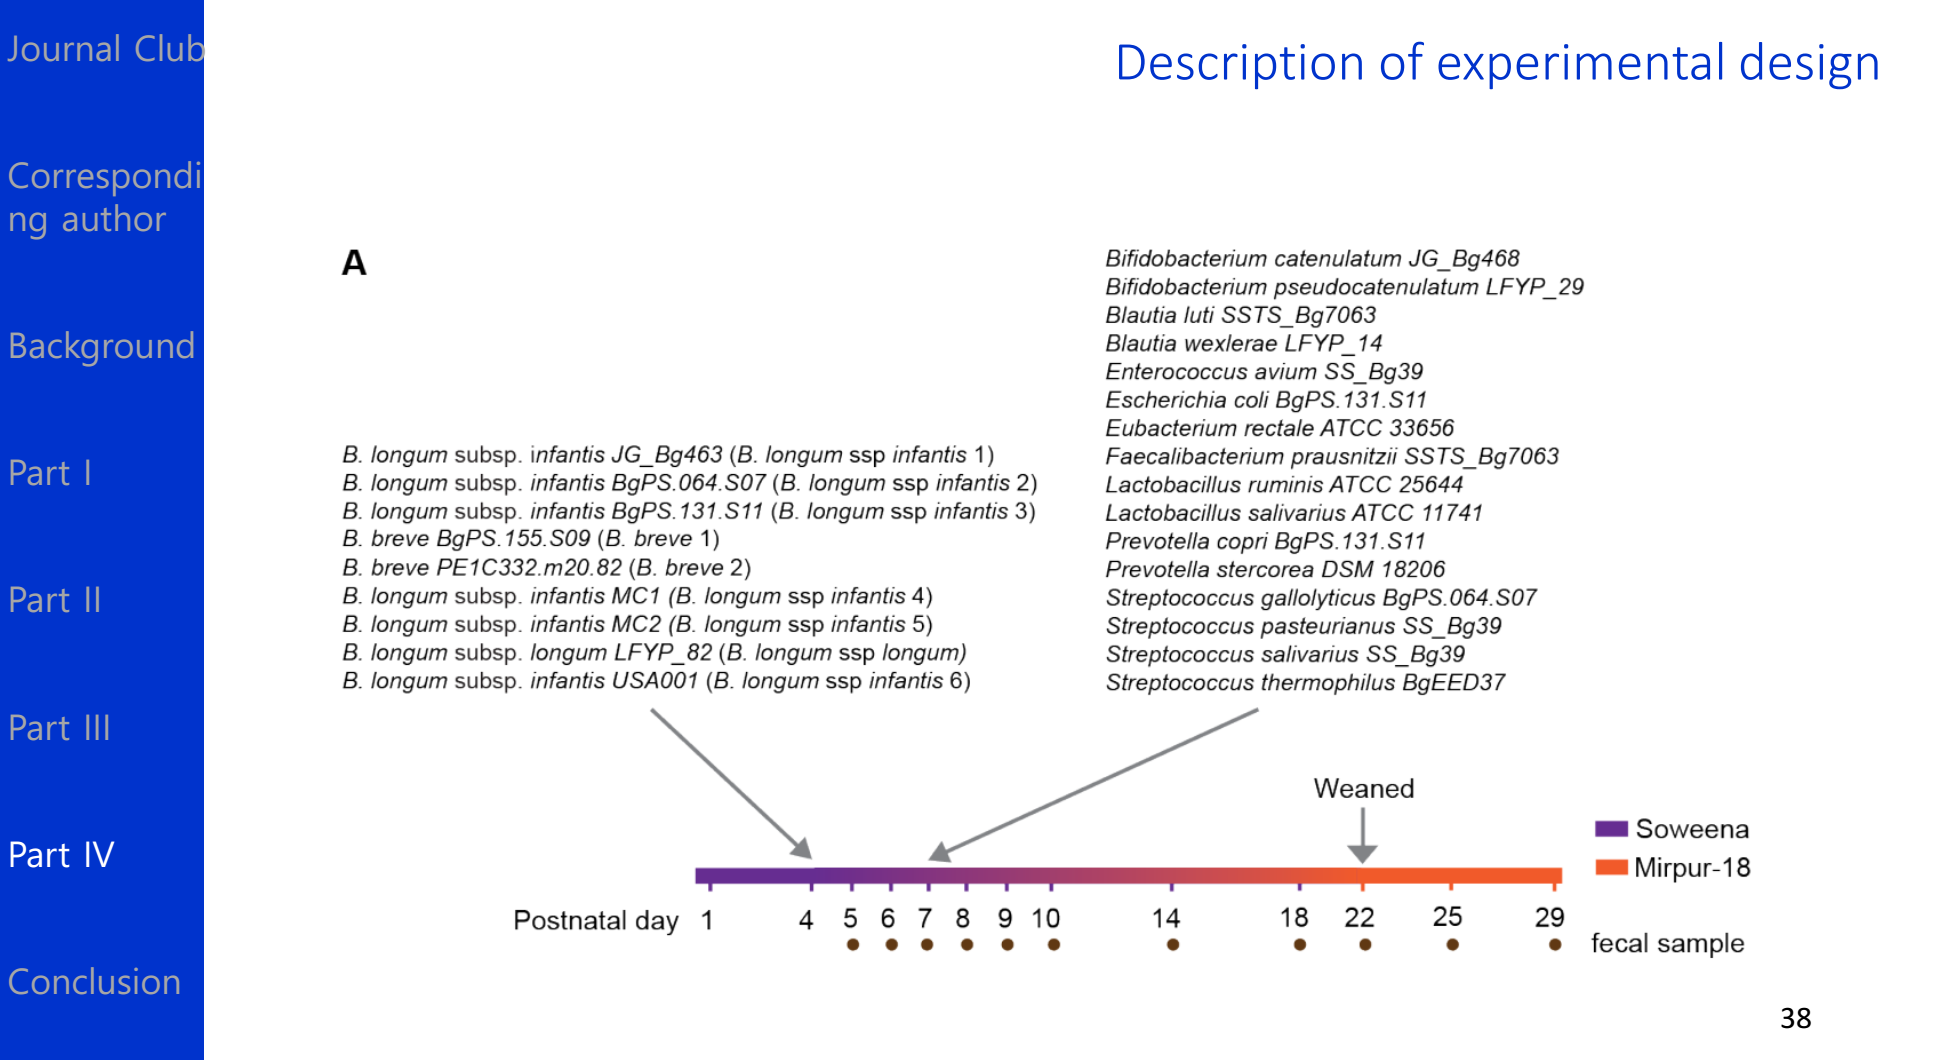 Journal Club
Correspondi
ng author
Background
Part I
Part II
Part III
Part IV
Conclusion
Description of experimental design
A
B. longum subsp. infantis JG_Bg463 (B. longum ssp infantis 1)
B. longum subsp. infantis BgPS.064.S07 (B. longum ssp infantis 2)
B. longum subsp. infantis BgPS.131.S11 (B. longum ssp infantis 3)
B. breve BgPS.155.S09 (B. breve 1)
B. breve PE1C332.m20.82 (B. breve 2)
B. longum subsp. infantis MC1 (B. longum ssp infantis 4)
B. longum subsp. infantis MC2 (B. longum ssp infantis 5)
B. longum subsp. longum LFYP_82 (B. longum ssp longum)
B. longum subsp. infantis USA001 (B. longum ssp infantis 6)
Bifidobacterium catenulatum JG_Bg468
Bifidobacterium pseudocatenulatum LFYP_29
Blautia luti SSTS_Bg7063
Blautia wexlerae LFYP_14
Enterococcus avium SS_Bg39
Escherichia coli BgPS.131.S11
Eubacterium rectale ATCC 33656
Faecalibacterium prausnitzii SSTS_Bg7063
Lactobacillus ruminis ATCC 25644
Lactobacillus salivarius ATCC 11741
Prevotella copri BgPS.131.S11
Prevotella stercorea DSM 18206
Streptococcus gallolyticus BgPS.064.S07
Streptococcus pasteurianus SS_Bg39
Streptococcus salivarius SS_Bg39
Streptococcus thermophilus BgEED37
Weaned
Soweena
Mirpur-18
Postnatal day 1 4 5 6 7 8 9 10 14 18 22 25 29
fecal sample
38